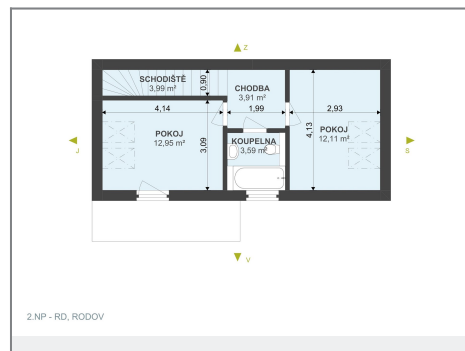 Z
SCHODIŠTĚ
3,99 m²
0,90
CHODBA
3,91 m²
4,14
1,99
2,93
J
POKOJ
12,95 m²
3,09
KOUPELNA
3,59 m²
4,13
POKOJ
12,11 m²
S
V
2.NP - RD, RODOV